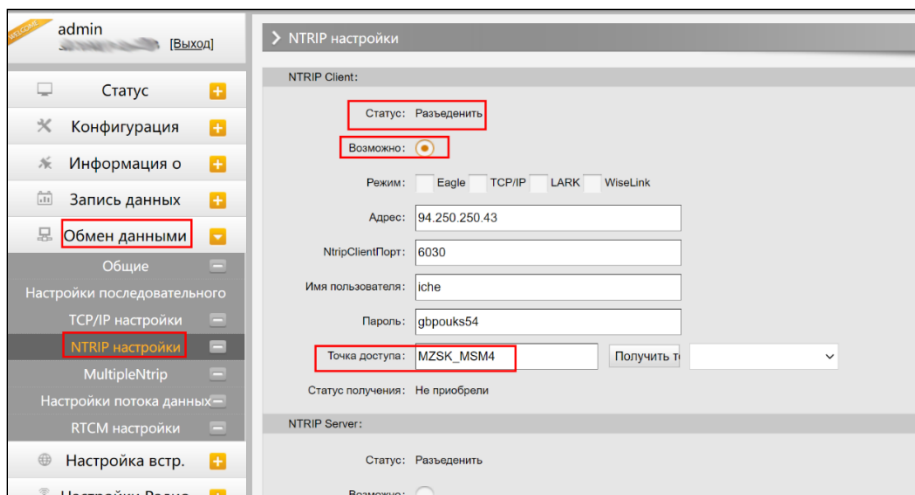 WELCOME
admin
[Выход]
Статус
Конфигурация
Информация о
Запись данных
Обмен данными
Общие
Настройки последовательного
TCP/IP настройки
NTRIP настройки
MultipleNtrip
Настройки потока данных
RTCM настройки
Настройка встр.
Настройки Радио
NTRIP настройки
NTRIP Client:
Статус: Разъеденить
Возможно:
Режим: Eagle TCP/IP LARK WiseLink
Адрес: 94.250.250.43
NtripClientПорт: 6030
Имя пользователя: iche
Пароль: gbpouks54
Точка доступа: MZSK_MSM4 Получить т
Статус получения: Не приобрели
NTRIP Server:
Статус: Разъеденить
Возможно: